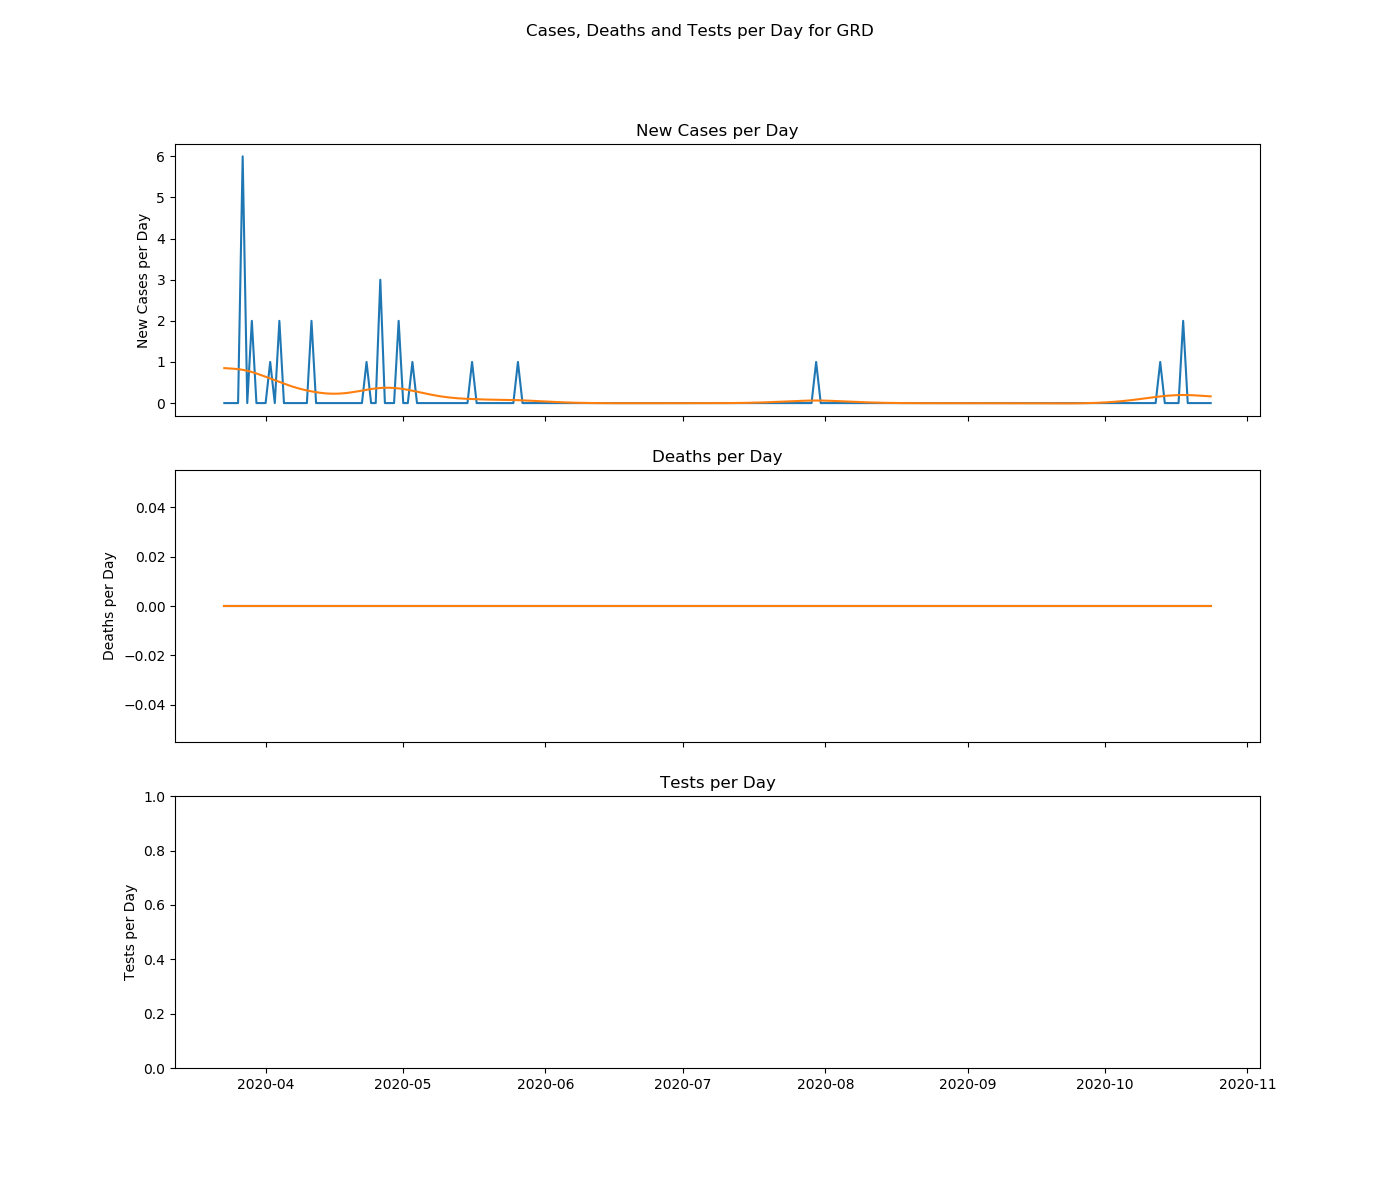 Cases, Deaths and Tests per Day for GRD
New Cases per Day
6
5
4
3
2
1
0
New Cases per Day
Deaths per Day
0.04
0.02
0.00
−0.02
−0.04
Deaths per Day
Tests per Day
1.0
0.8
0.6
0.4
0.2
0.0
Tests per Day
2020-04 2020-05 2020-06 2020-07 2020-08 2020-09 2020-10 2020-11